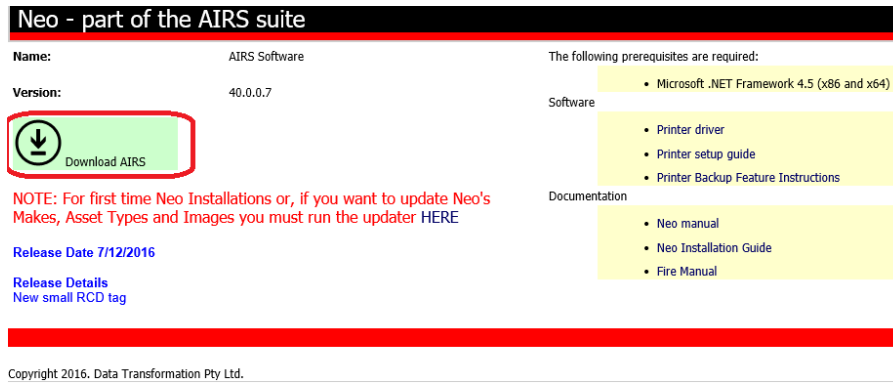 Neo - part of the AIRS suite
Name: AIRS Software
Version: 40.0.0.7
Download AIRS
NOTE: For first time Neo Installations or, if you want to update Neo's
Makes, Asset Types and Images you must run the updater HERE
Release Date 7/12/2016
Release Details
New small RCD tag
The following prerequisites are required:
• Microsoft .NET Framework 4.5 (x86 and x64)
Software
• Printer driver
• Printer setup guide
• Printer Backup Feature Instructions
Documentation
• Neo manual
• Neo Installation Guide
• Fire Manual
Copyright 2016. Data Transformation Pty Ltd.